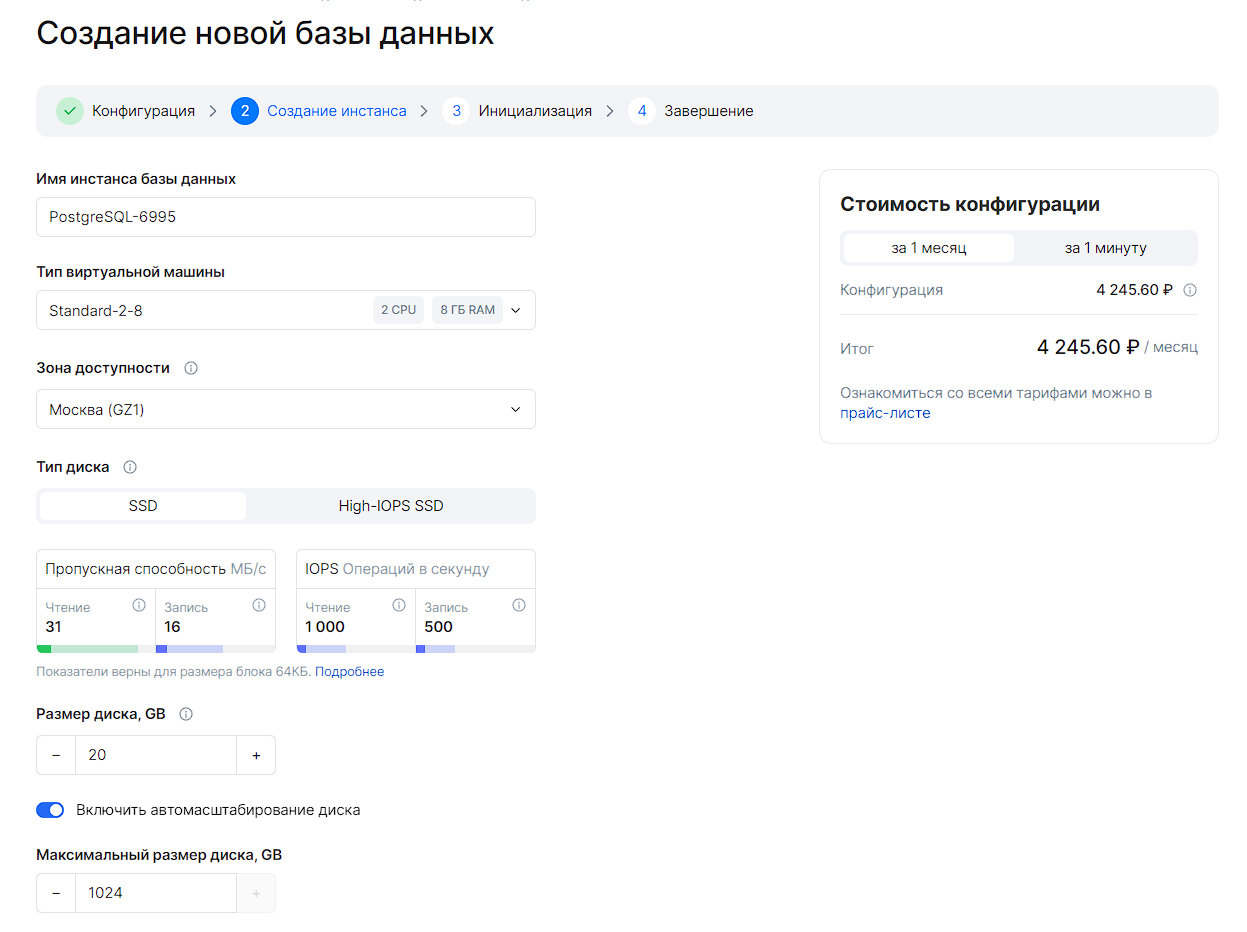 Создание новой базы данных
Конфигурация
2 Создание инстанса
3 Инициализация
4 Завершение
Имя инстанса базы данных
PostgreSQL-6995
Тип виртуальной машины
Standard-2-8 2 CPU 8 ГБ RAM
Зона доступности
Москва (GZ1)
Тип диска
SSD High-IOPS SSD
Пропускная способность МБ/с
Чтение Запись
31 16
IOPS Операций в секунду
Чтение Запись
1 000 500
Показатели верны для размера блока 64КБ. Подробнее
Размер диска, GB
− 20 +
Включить автомасштабирование диска
Максимальный размер диска, GB
− 1024 +
Стоимость конфигурации
за 1 месяц за 1 минуту
Конфигурация 4 245.60 ₽
Итог 4 245.60 ₽ / месяц
Ознакомиться со всеми тарифами можно в
прайс-листе